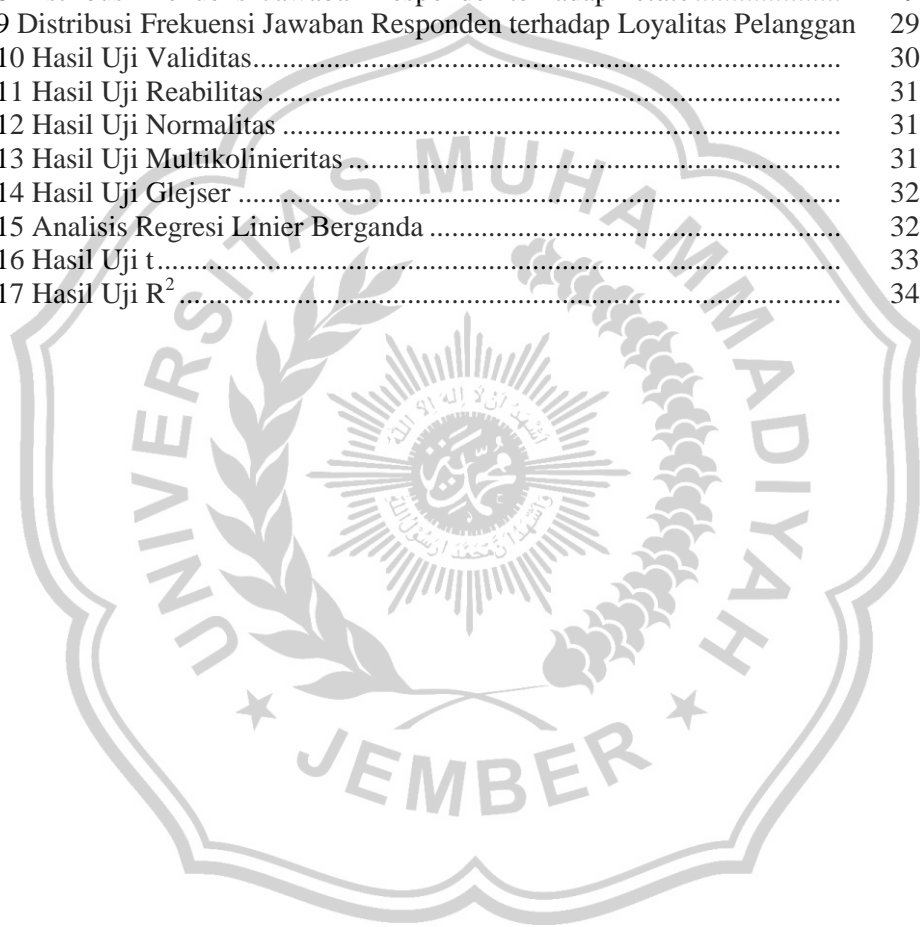 9 Distribusi Frekuensi Jawaban Responden terhadap Loyalitas Pelanggan 29
10 Hasil Uji Validitas........................................................................... 30
11 Hasil Uji Reabilitas......................................................................... 31
12 Hasil Uji Normalitas ....................................................................... 31
13 Hasil Uji Multikolinieritas ............................................................... 31
14 Hasil Uji Glejser ............................................................................. 32
15 Analisis Regresi Linier Berganda .................................................... 32
16 Hasil Uji t....................................................................................... 33
17 Hasil Uji R² .................................................................................... 34
UNIVERSITAS MUHAMMADIYAH
JEMBER